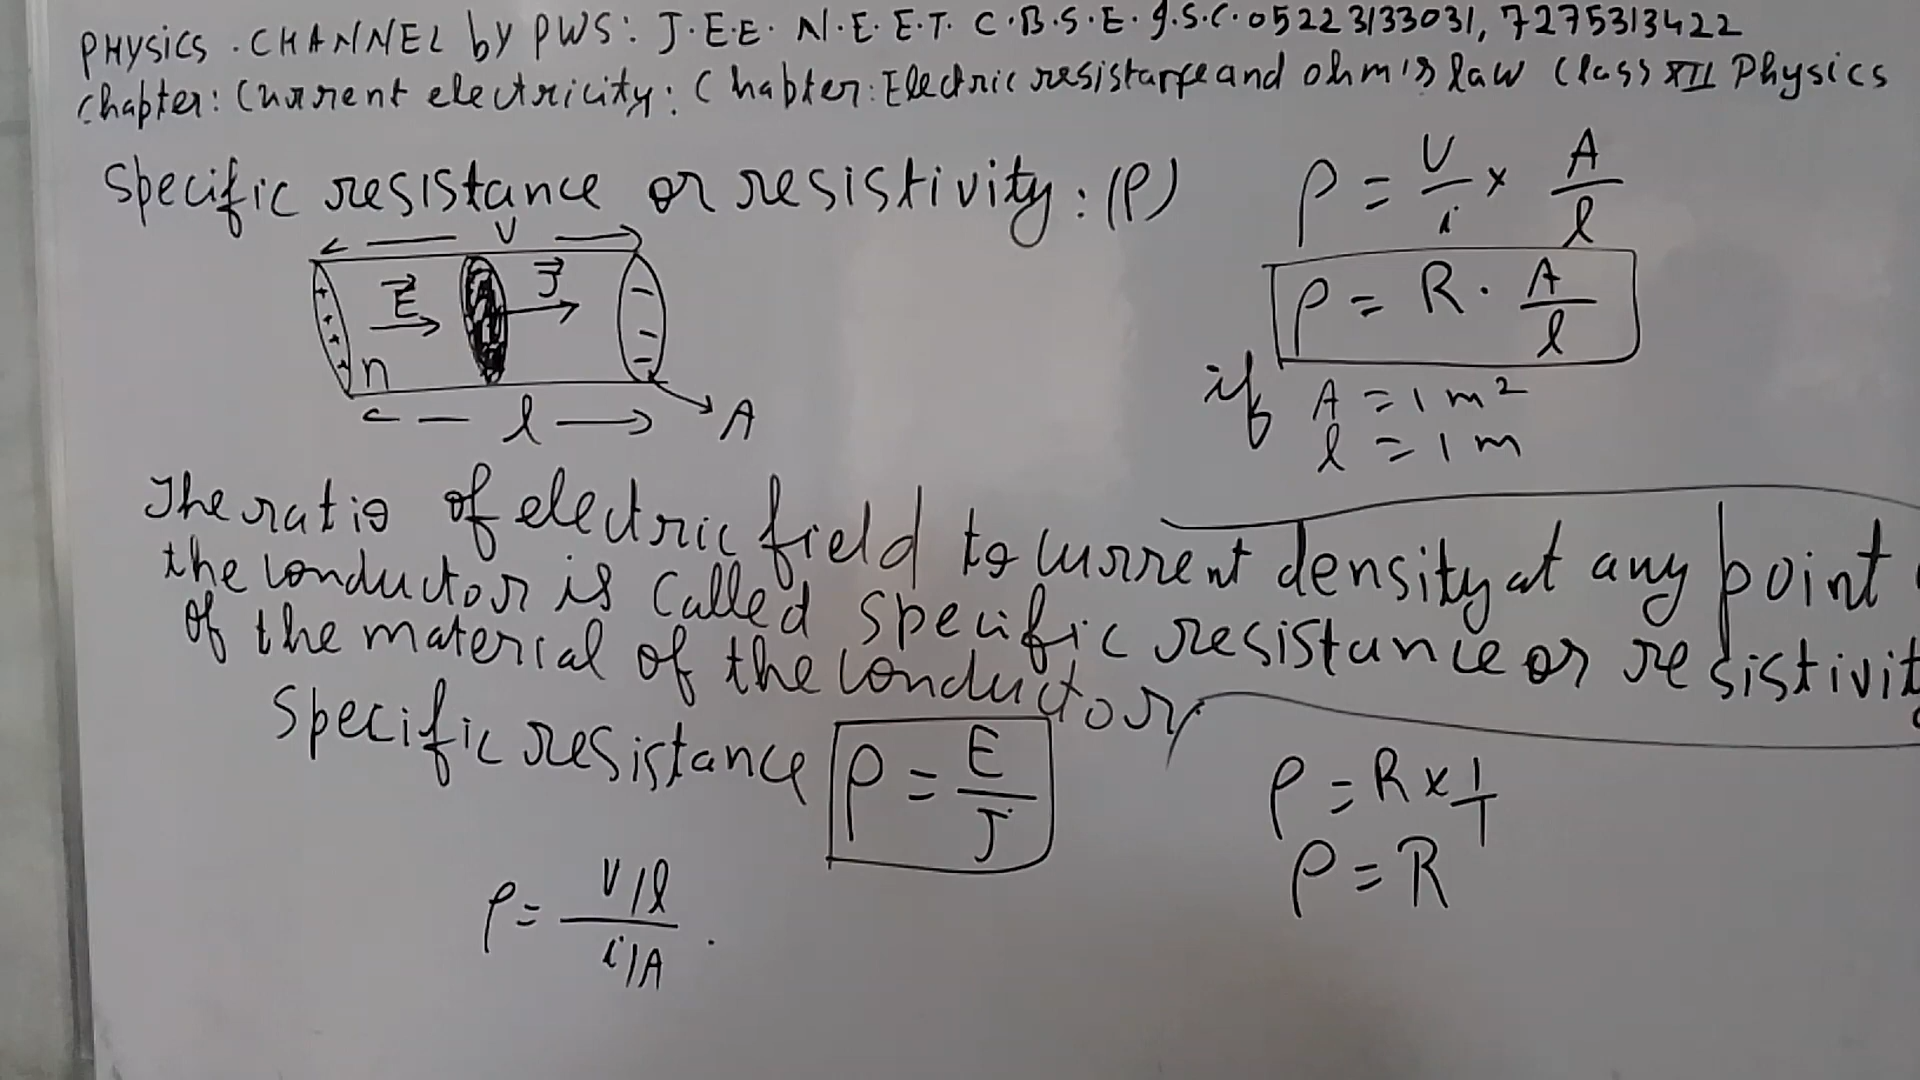 PHYSICS . CHANNEL by PWS: J.E.E. N.E.E.T. C.B.S.E. I.S.C. 05223133031, 7275313422
Chapter: Current electricity: Chapter: Electric resistance and ohm's law Class XII Physics
Specific resistance or resistivity: (ρ)
V
E J
n
l A
The ratio of electric field to current density at any point
the conductor is called specific resistance or resistivit
of the material of the conductor
Specific resistance ρ = E/J
ρ = V/l / i/A .
ρ = V/i × A/l
ρ = R . A/l
if A = 1 m²
l = 1 m
ρ = R × 1/1
ρ = R